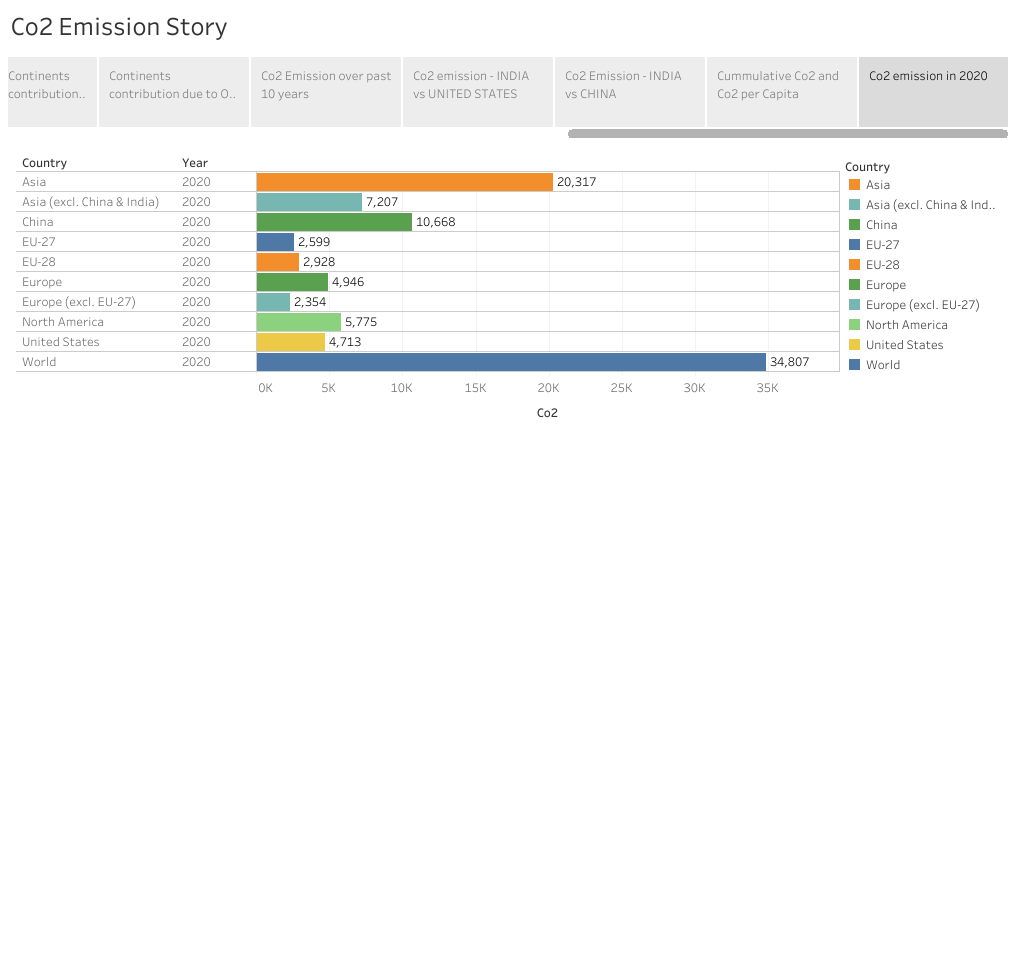 Co2 Emission Story
Continents
contribution..
Continents
contribution due to O..
Co2 Emission over past
10 years
Co2 emission - INDIA
vs UNITED STATES
Co2 Emission - INDIA
vs CHINA
Cummulative Co2 and
Co2 per Capita
Co2 emission in 2020
Country Year
Asia 2020 20,317
Asia (excl. China & India) 2020 7,207
China 2020 10,668
EU-27 2020 2,599
EU-28 2020 2,928
Europe 2020 4,946
Europe (excl. EU-27) 2020 2,354
North America 2020 5,775
United States 2020 4,713
World 2020 34,807
0K 5K 10K 15K 20K 25K 30K 35K
Co2
Country
Asia
Asia (excl. China & Ind..
China
EU-27
EU-28
Europe
Europe (excl. EU-27)
North America
United States
World